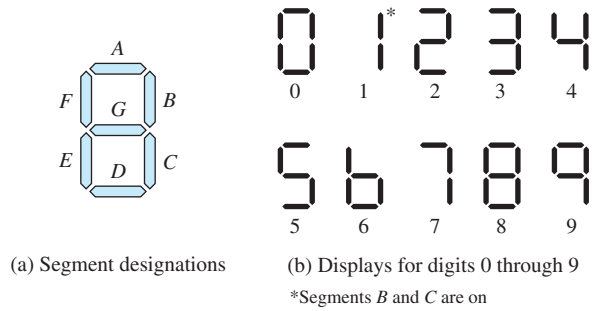 A
F
G
B
E
D
C
(a) Segment designations
*
0 1 2 3 4
5 6 7 8 9
(b) Displays for digits 0 through 9
*Segments B and C are on